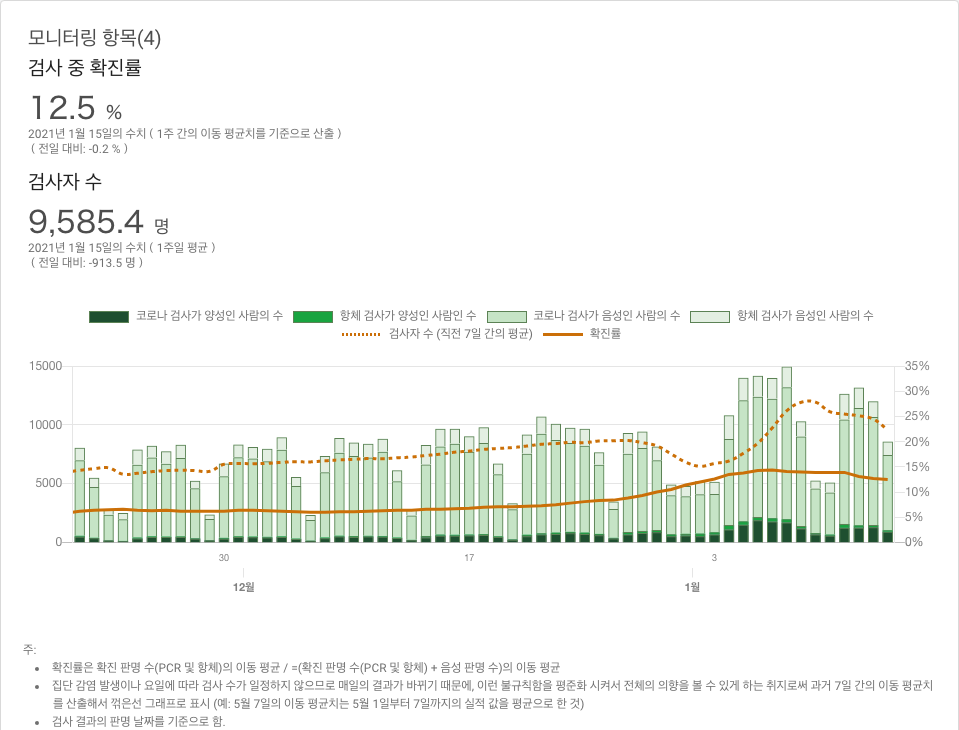 모니터링 항목(4)
검사 중 확진률
12.5 %
2021년 1월 15일의 수치 ( 1주 간의 이동 평균치를 기준으로 산출 )
( 전일 대비: -0.2 % )
검사자 수
9,585.4 명
2021년 1월 15일의 수치 ( 1주일 평균 )
( 전일 대비: -913.5 명 )
코로나 검사가 양성인 사람의 수 항체 검사가 양성인 사람인 수 코로나 검사가 음성인 사람의 수 항체 검사가 음성인 사람의 수
검사자 수 (직전 7일 간의 평균) 확진률
15000 35%
30%
10000 25%
20%
5000 15%
10%
5%
0 0%
30 17 3
12월 1월
주:
• 확진률은 확진 판명 수(PCR 및 항체)의 이동 평균 / =(확진 판명 수(PCR 및 항체) + 음성 판명 수)의 이동 평균
• 집단 감염 발생이나 요일에 따라 검사 수가 일정하지 않으므로 매일의 결과가 바뀌기 때문에, 이런 불규칙함을 평준화 시켜서 전체의 의향을 볼 수 있게 하는 취지로써 과거 7일 간의 이동 평균치
를 산출해서 꺾은선 그래프로 표시 (예: 5월 7일의 이동 평균치는 5월 1일부터 7일까지의 실적 값을 평균으로 한 것)
• 검사 결과의 판명 날짜를 기준으로 함.